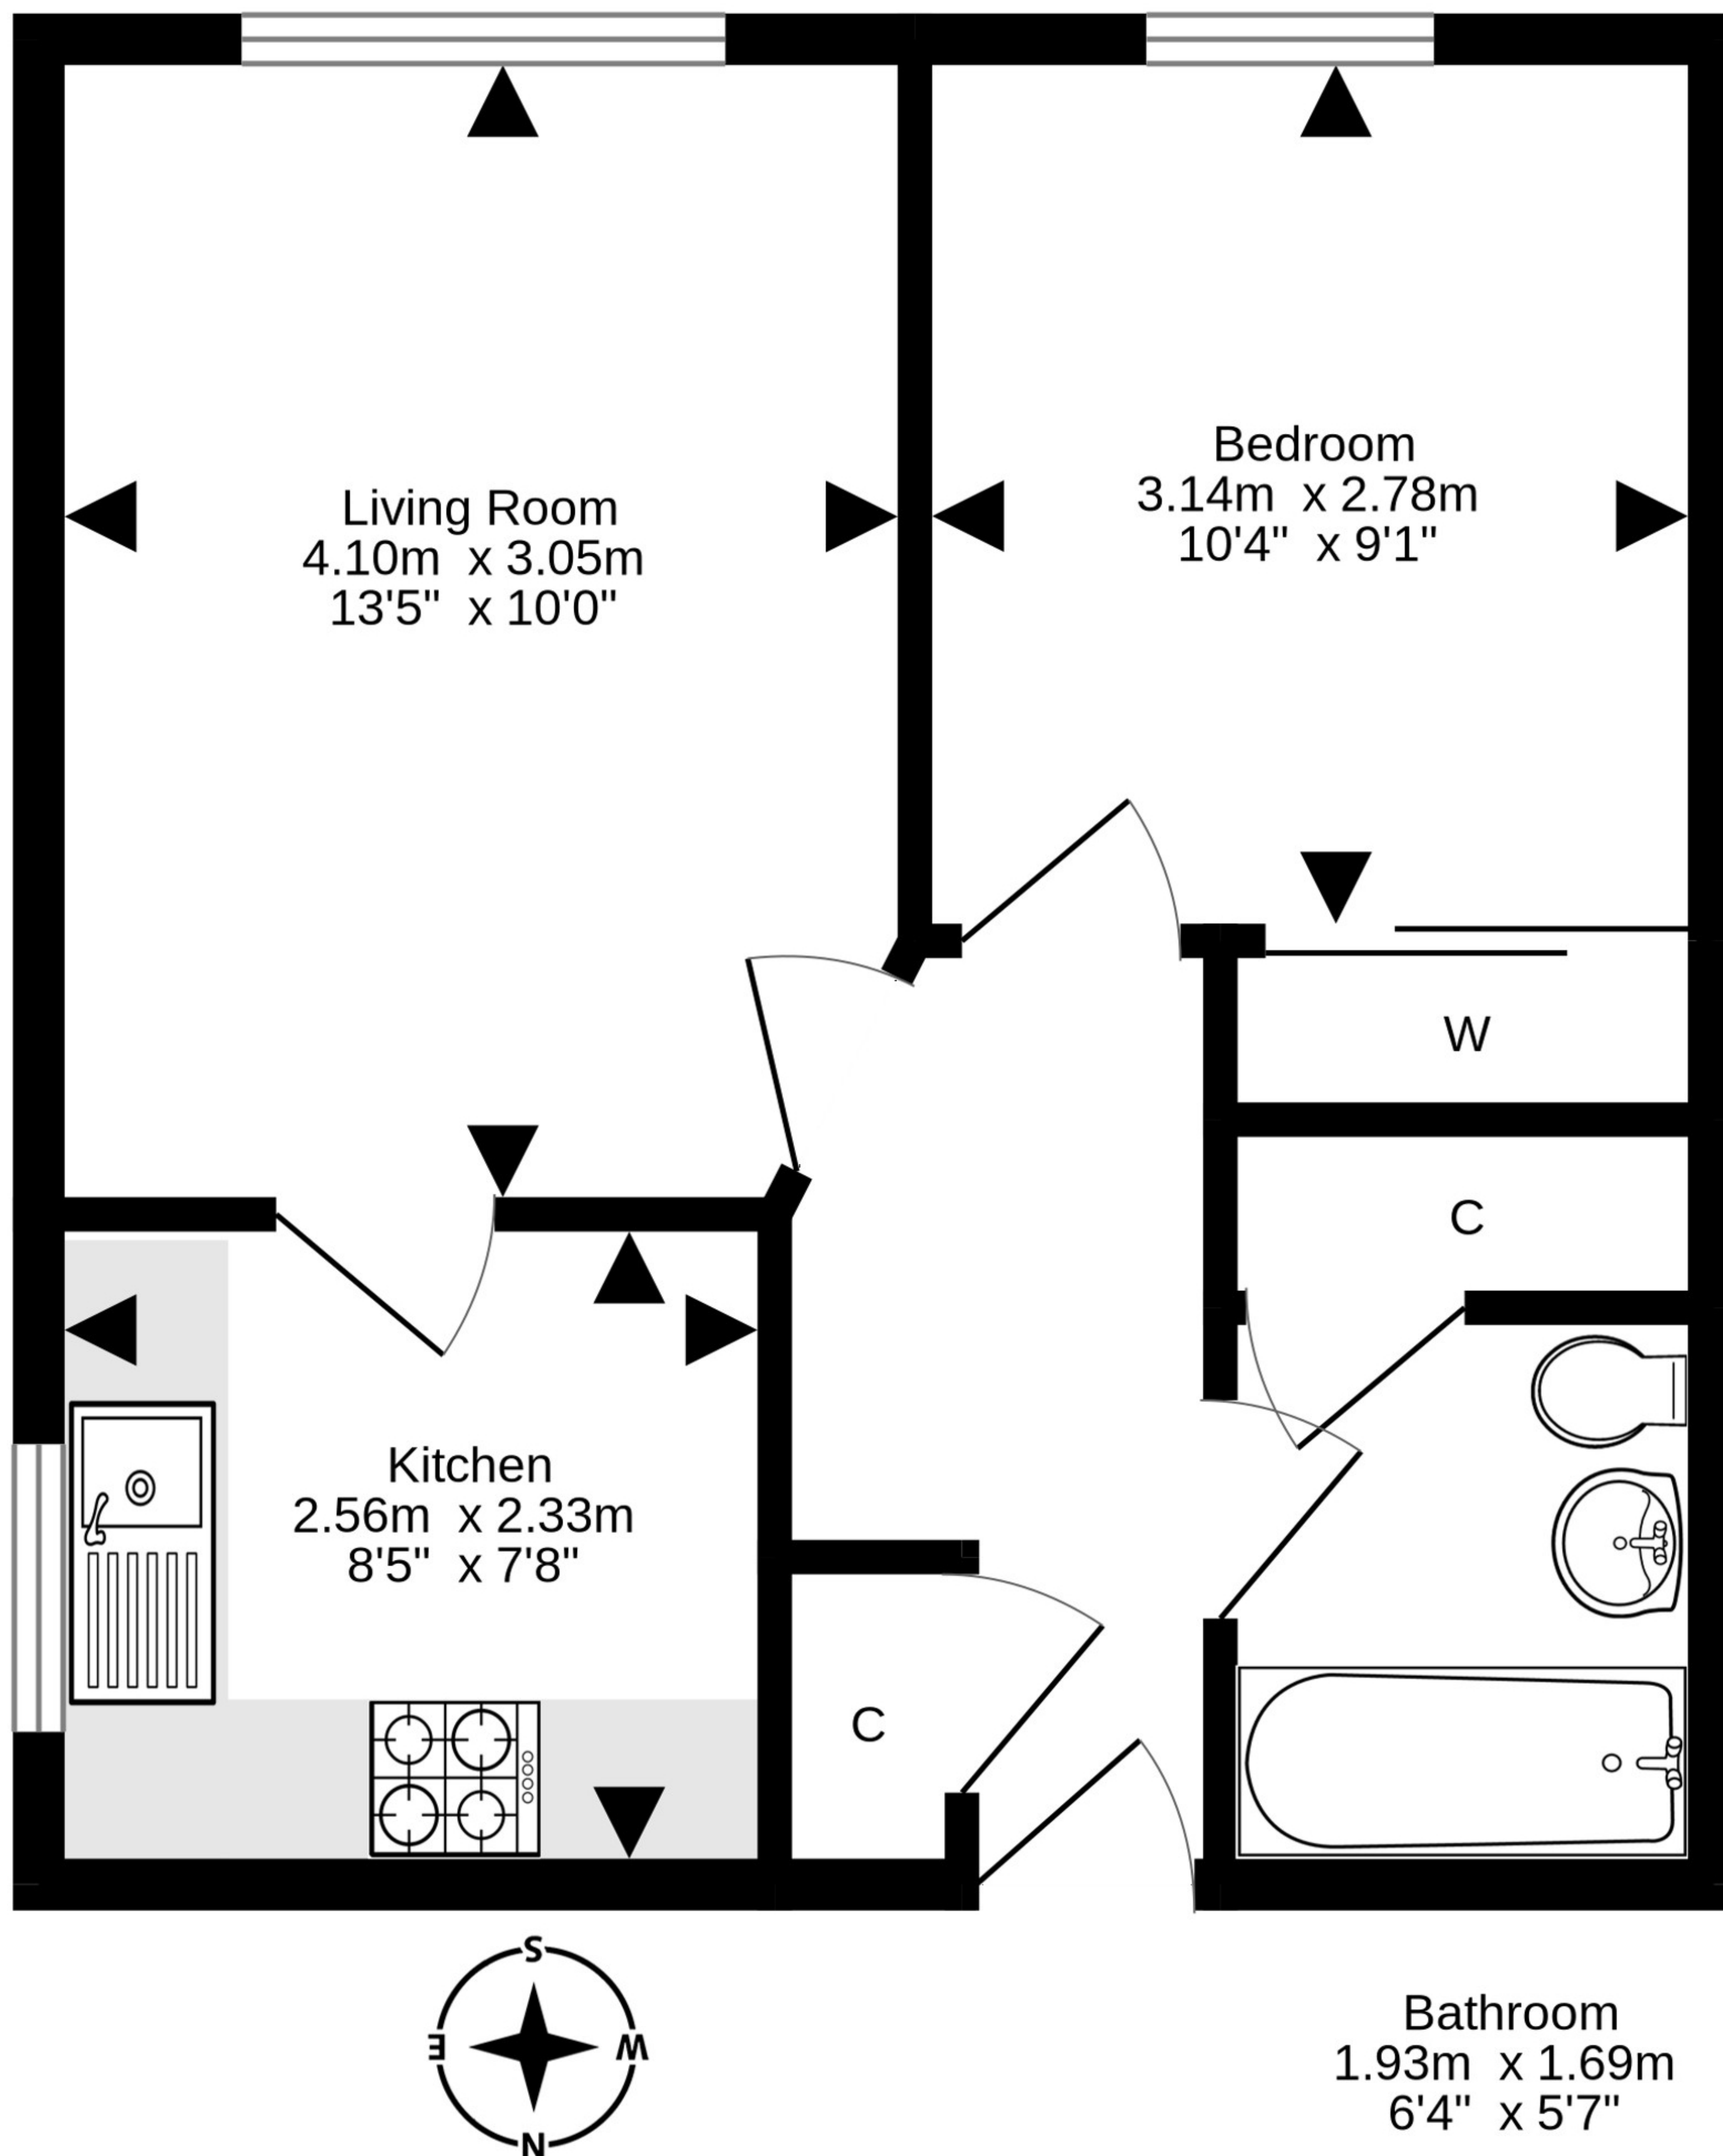 Living Room
4.10m x 3.05m
13'5" x 10'0"
Bedroom
3.14m x 2.78m
10'4" x 9'1"
W
C
Kitchen
2.56m x 2.33m
8'5" x 7'8"
C
S
E
W
N
Bathroom
1.93m x 1.69m
6'4" x 5'7"